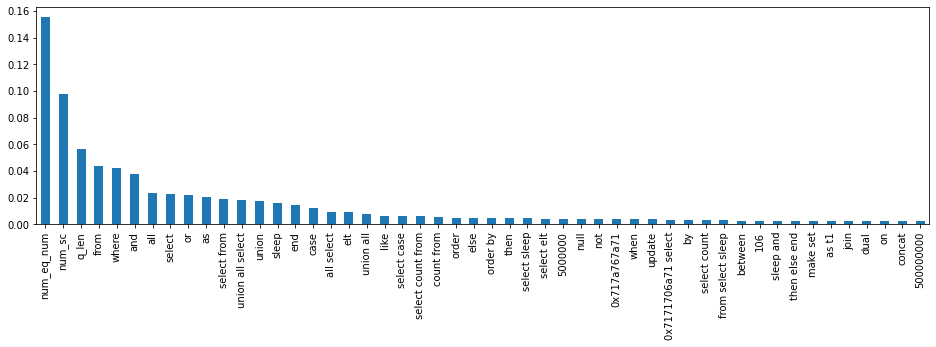 0.16
0.14
0.12
0.10
0.08
0.06
0.04
0.02
0.00
num_eq_num
num_sc
q_len
from
where
and
all
select
or
as
select from
union all select
union
sleep
end
case
all select
elt
union all
like
select case
select count from
count from
order
else
order by
then
select sleep
select elt
5000000
null
not
0x717a767a71
when
update
0x7171706a71 select
by
select count
from select sleep
between
106
sleep and
then else end
make set
as t1
join
dual
on
concat
500000000